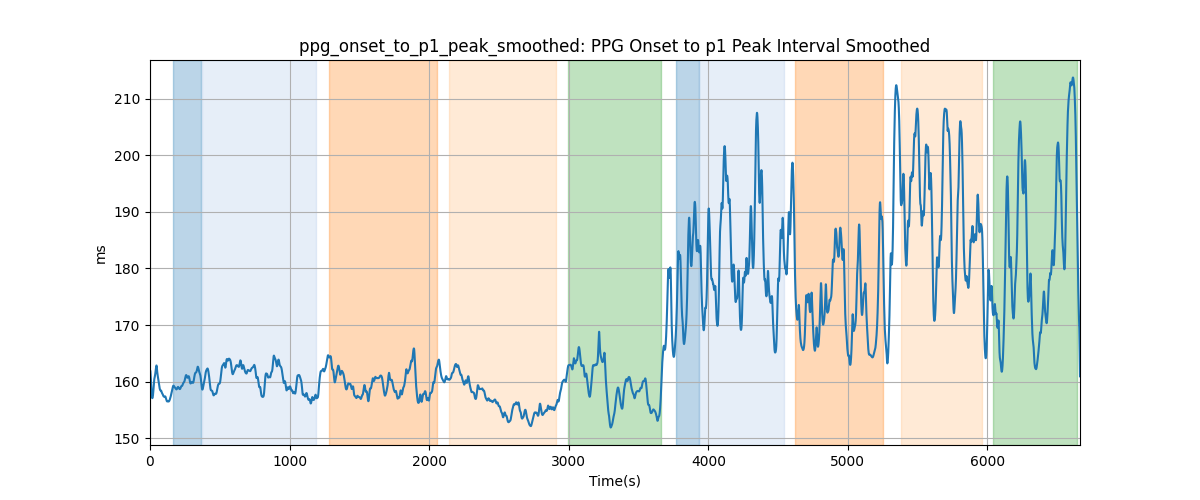 ppg_onset_to_p1_peak_smoothed: PPG Onset to p1 Peak Interval Smoothed
ms
210
200
190
180
170
160
150
0 1000 2000 3000 4000 5000 6000
Time(s)